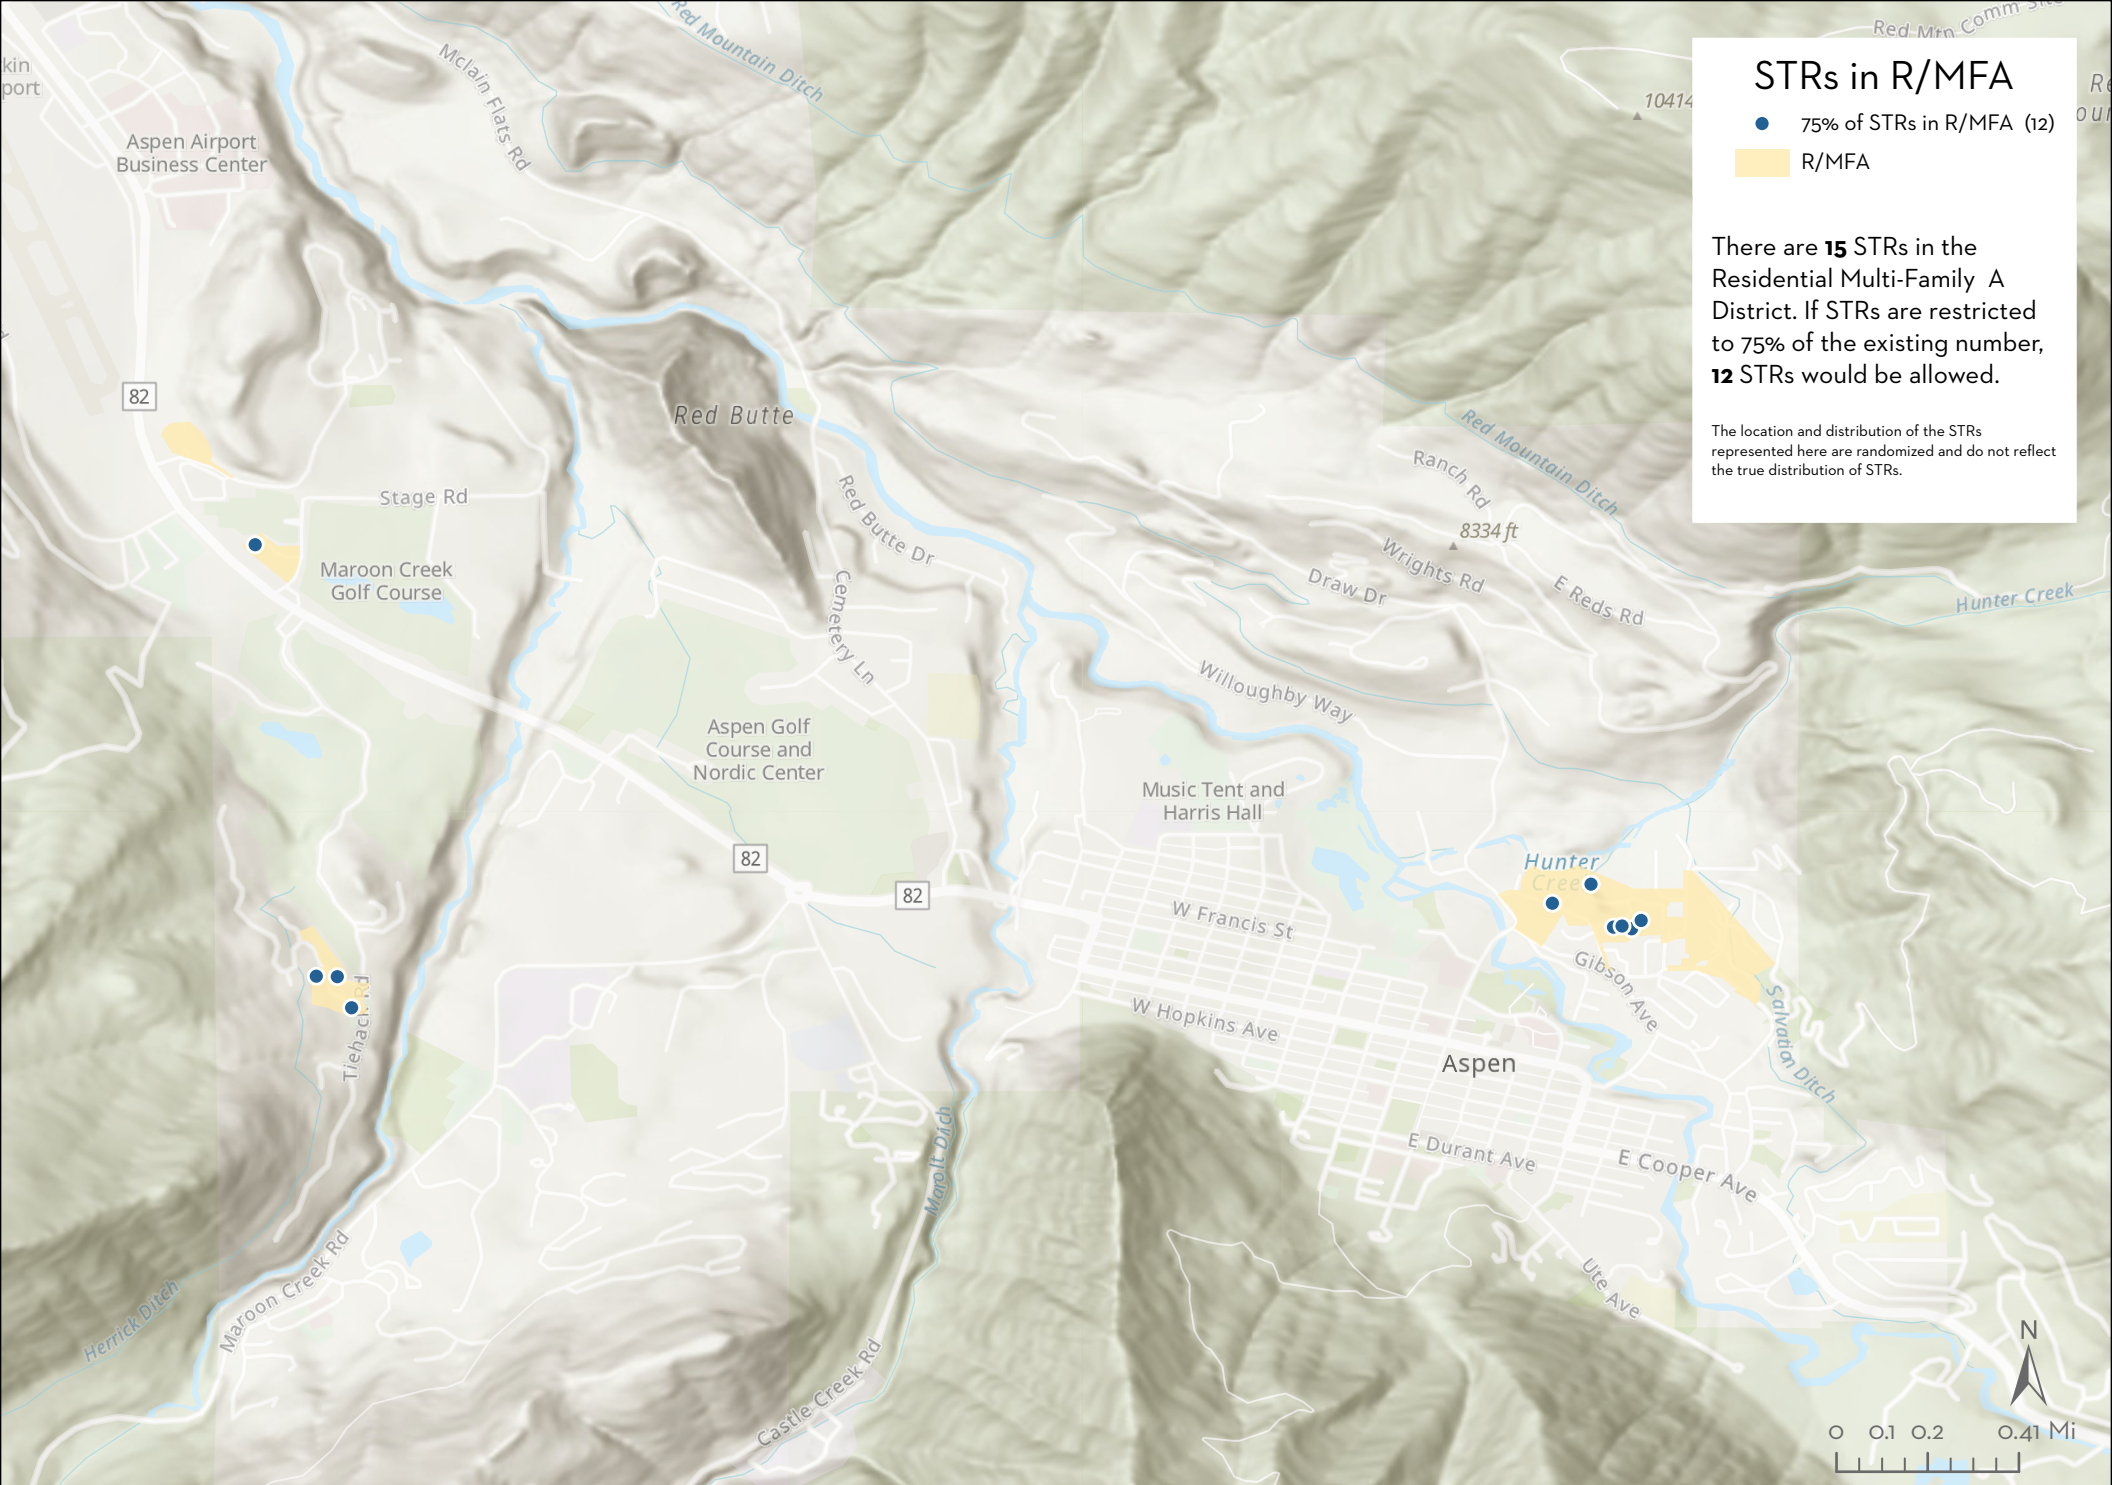 Red Mtn Comm
STRs in R/MFA
75% of STRs in R/MFA (12)
R/MFA
There are 15 STRs in the
Residential Multi-Family A
District. If STRs are restricted
to 75% of the existing number,
12 STRs would be allowed.
The location and distribution of the STRs
represented here are randomized and do not reflect
the true distribution of STRs.
kin
port
Aspen Airport
Business Center
Mclain Flats Rd
Red Mountain Ditch
10414
82
Red Butte
Stage Rd
Maroon Creek
Golf Course
Red Butte Dr
Cemetery Ln
Ranch Rd
Red Mountain Ditch
8334 ft
Wrights Rd
Draw Dr
E Reds Rd
Hunter Creek
Willoughby Way
Aspen Golf
Course and
Nordic Center
Music Tent and
Harris Hall
82
82
Hunter
Cree
W Francis St
Gibson Ave
W Hopkins Ave
Aspen
Salvation Ditch
Tiehack Rd
Marolt Ditch
E Durant Ave
E Cooper Ave
Ute Ave
Maroon Creek Rd
Herrick Ditch
Castle Creek Rd
N
0 0.1 0.2 0.41 Mi